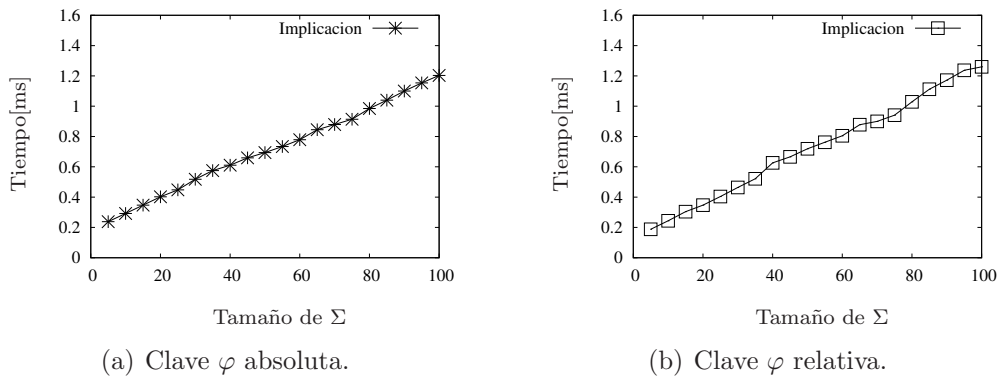 1.6
1.4
1.2
1
0.8
0.6
0.4
0.2
0
Tiempo[ms]
Implicacion
0 20 40 60 80 100
Tamaño de Σ
(a) Clave φ absoluta.
1.6
1.4
1.2
1
0.8
0.6
0.4
0.2
0
Tiempo[ms]
Implicacion
0 20 40 60 80 100
Tamaño de Σ
(b) Clave φ relativa.